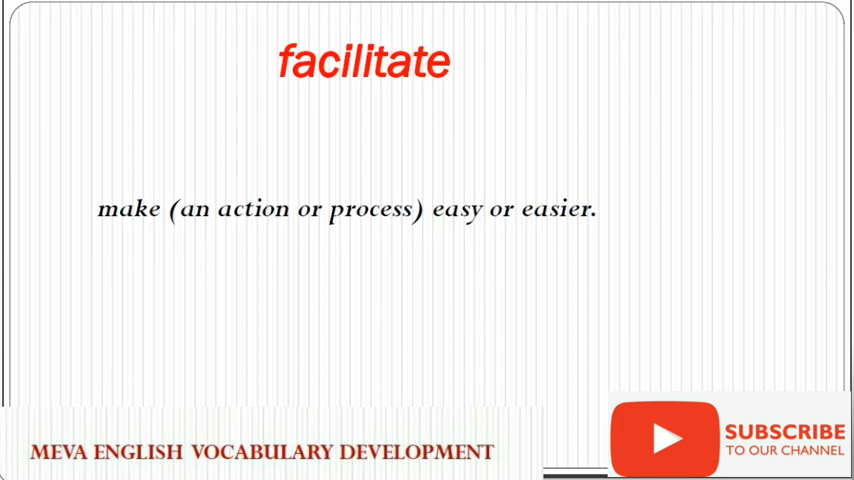 facilitate
make (an action or process) easy or easier.
MEVA ENGLISH VOCABULARY DEVELOPMENT
SUBSCRIBE
TO OUR CHANNEL